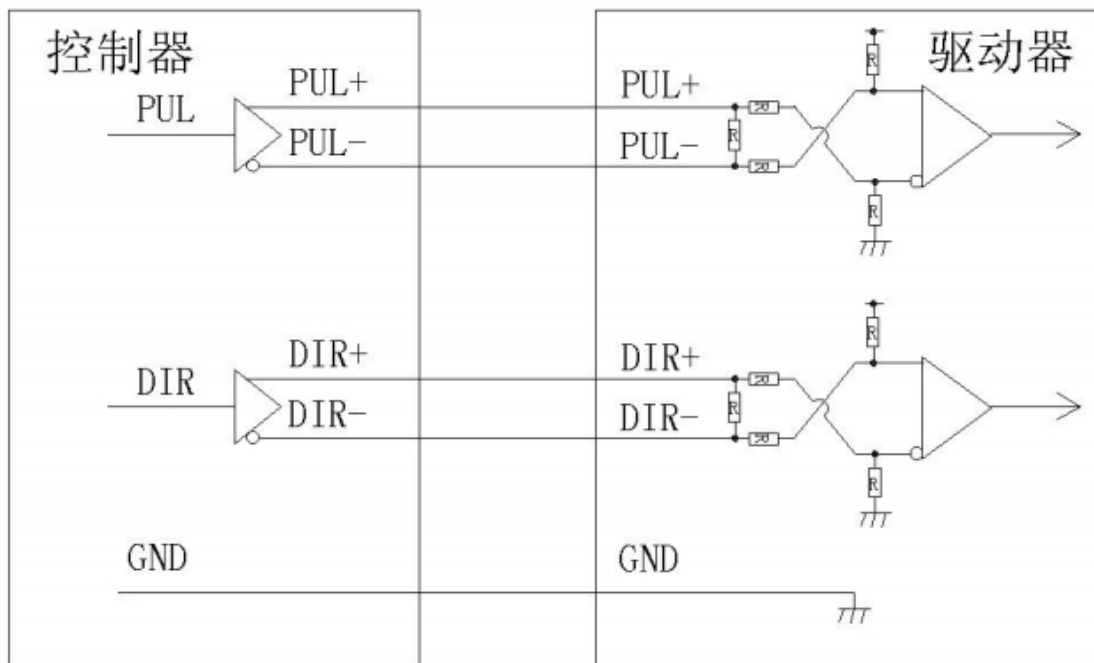 控制器
驱动器
PUL
PUL+
PUL-
PUL+
PUL-
R
R
R
R
R
DIR
DIR+
DIR-
DIR+
DIR-
R
R
R
R
R
GND
GND